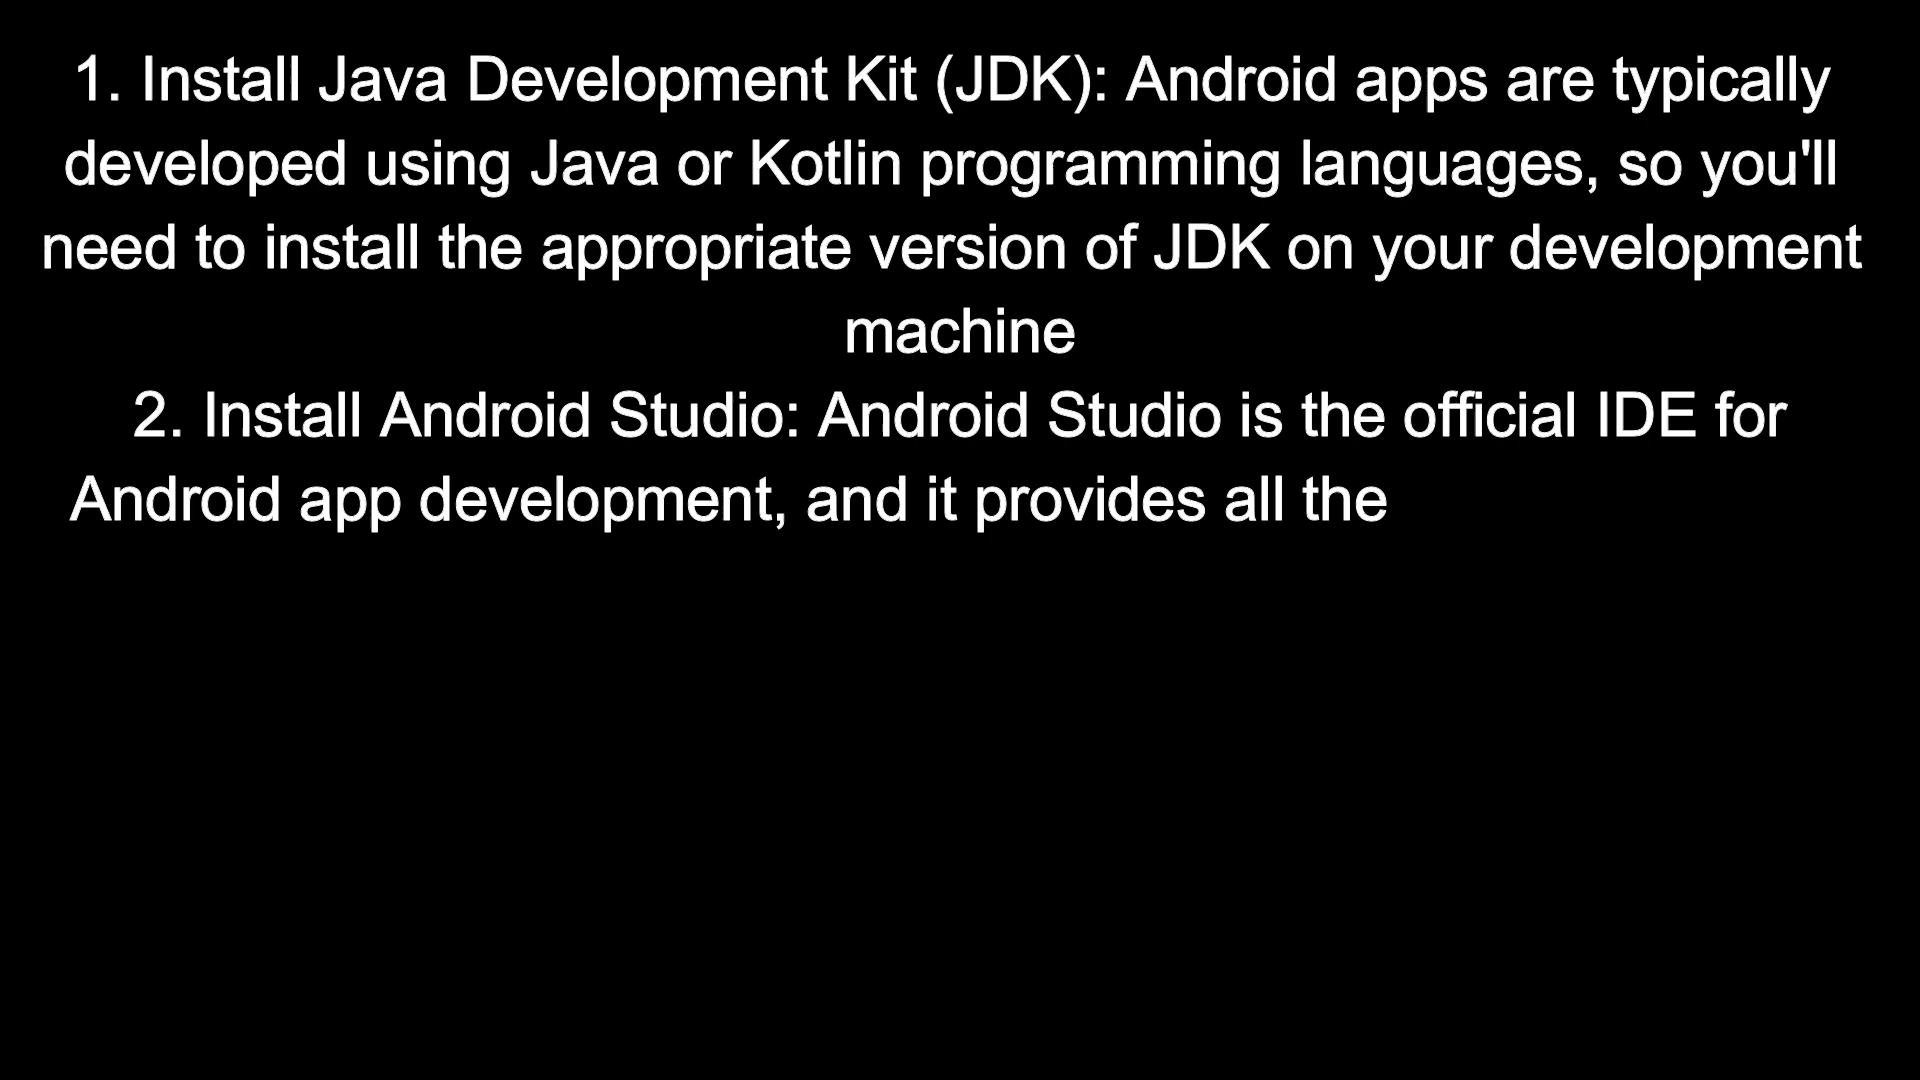 1. Install Java Development Kit (JDK): Android apps are typically
developed using Java or Kotlin programming languages, so you'll
need to install the appropriate version of JDK on your development
machine
2. Install Android Studio: Android Studio is the official IDE for
Android app development, and it provides all the